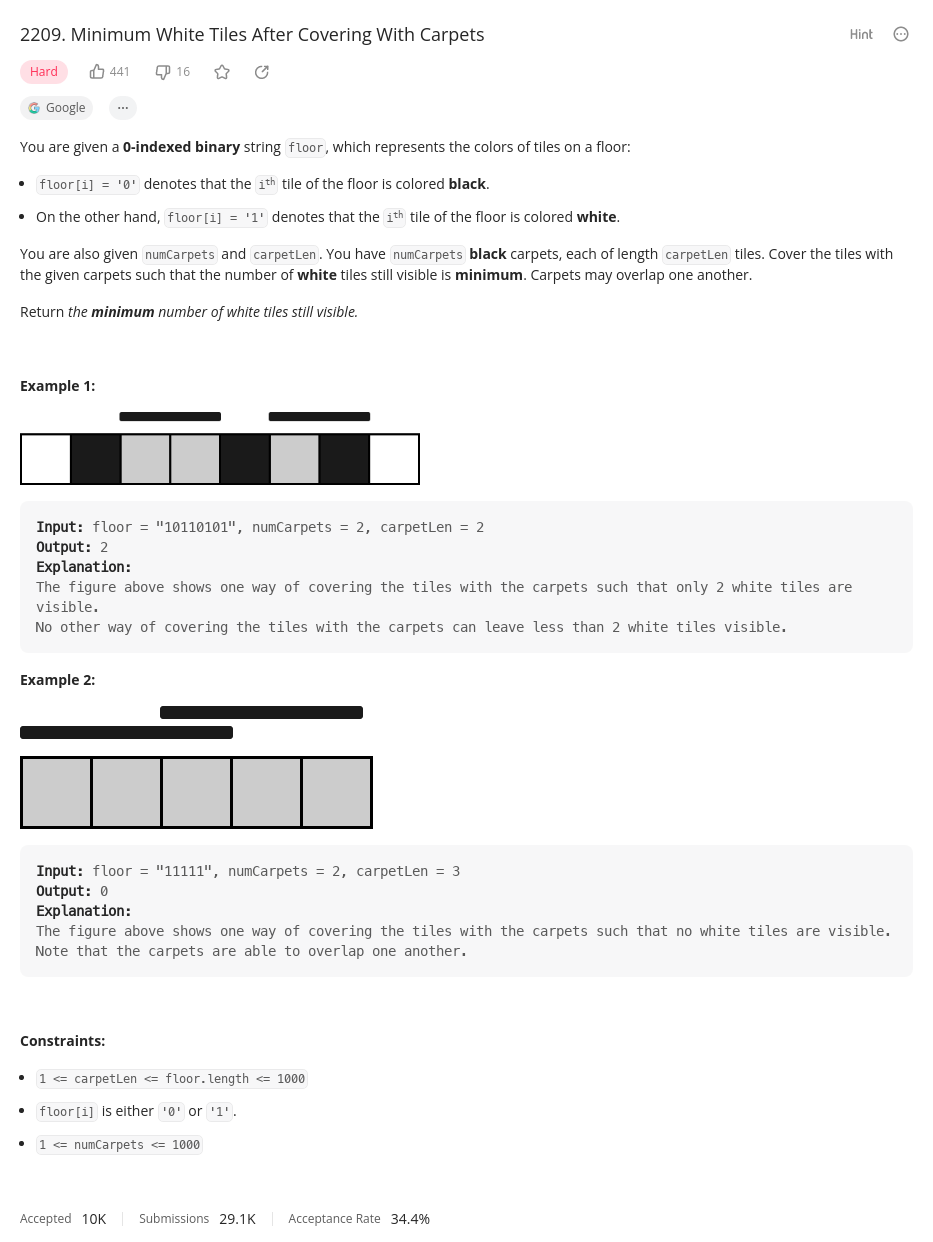 2209. Minimum White Tiles After Covering With Carpets
Hint
Hard
441
16
Google
You are given a 0-indexed binary string floor, which represents the colors of tiles on a floor:
floor[i] = '0' denotes that the ith tile of the floor is colored black.
On the other hand, floor[i] = '1' denotes that the ith tile of the floor is colored white.
You are also given numCarpets and carpetLen. You have numCarpets black carpets, each of length carpetLen tiles. Cover the tiles with
the given carpets such that the number of white tiles still visible is minimum. Carpets may overlap one another.
Return the minimum number of white tiles still visible.
Example 1:
Input: floor = "10110101", numCarpets = 2, carpetLen = 2
Output: 2
Explanation:
The figure above shows one way of covering the tiles with the carpets such that only 2 white tiles are
visible.
No other way of covering the tiles with the carpets can leave less than 2 white tiles visible.
Example 2:
Input: floor = "11111", numCarpets = 2, carpetLen = 3
Output: 0
Explanation:
The figure above shows one way of covering the tiles with the carpets such that no white tiles are visible.
Note that the carpets are able to overlap one another.
Constraints:
1 <= carpetLen <= floor.length <= 1000
floor[i] is either '0' or '1'.
1 <= numCarpets <= 1000
Accepted 10K Submissions 29.1K Acceptance Rate 34.4%